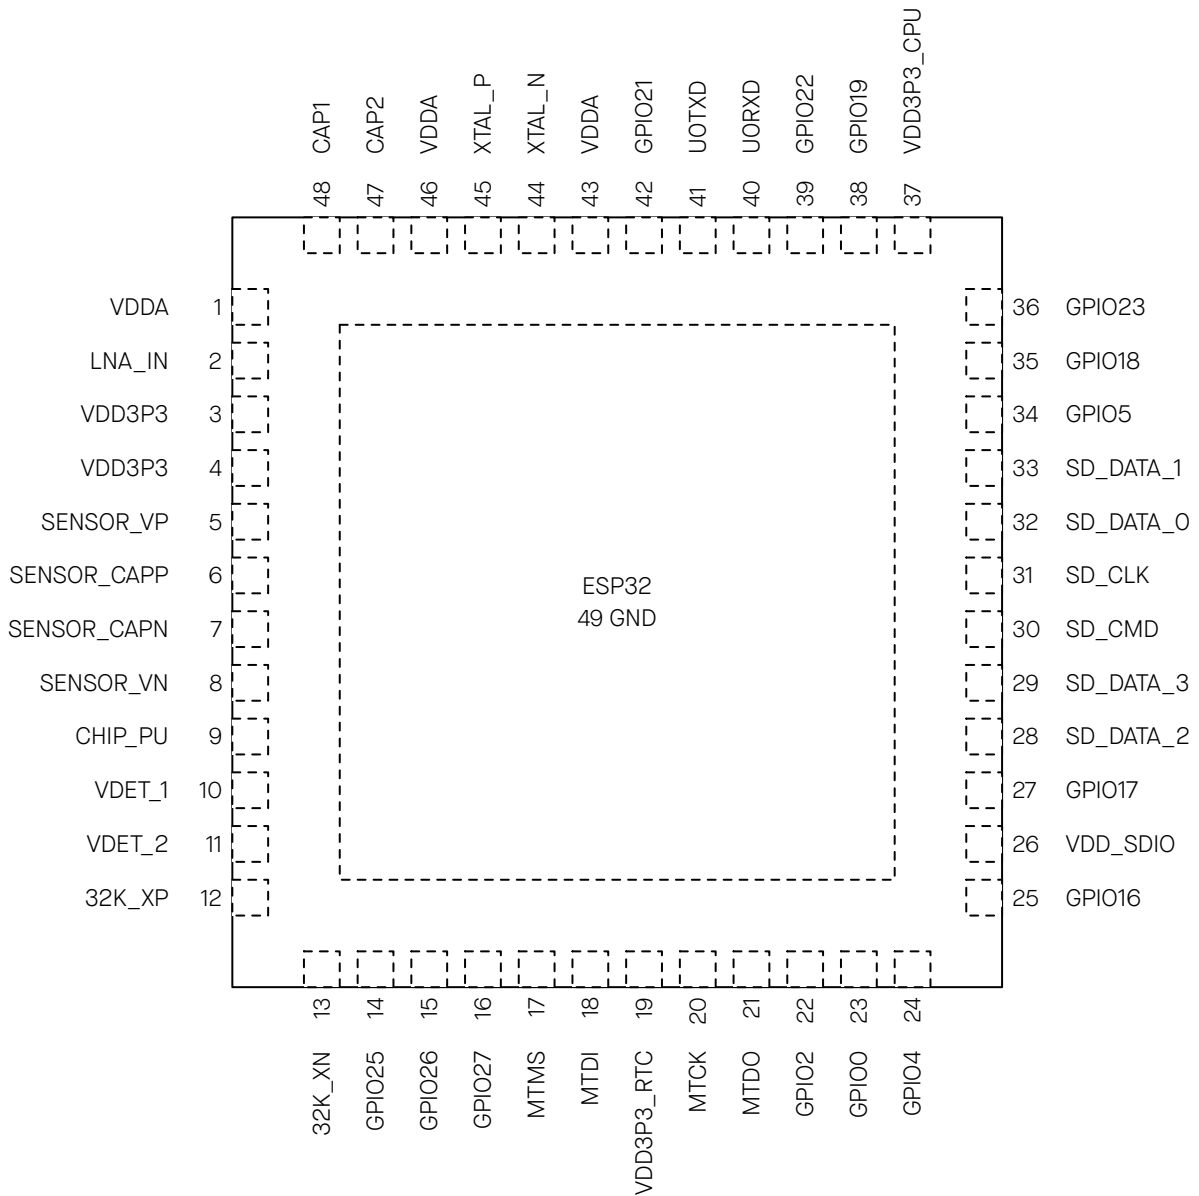 CAP1
CAP2
VDDA
XTAL_P
XTAL_N
VDDA
GPIO21
U0TXD
U0RXD
GPIO22
GPIO19
VDD3P3_CPU
48
47
46
45
44
43
42
41
40
39
38
37
VDDA 1
LNA_IN 2
VDD3P3 3
VDD3P3 4
SENSOR_VP 5
SENSOR_CAPP 6
SENSOR_CAPN 7
SENSOR_VN 8
CHIP_PU 9
VDET_1 10
VDET_2 11
32K_XP 12
ESP32
49 GND
36 GPIO23
35 GPIO18
34 GPIO5
33 SD_DATA_1
32 SD_DATA_0
31 SD_CLK
30 SD_CMD
29 SD_DATA_3
28 SD_DATA_2
27 GPIO17
26 VDD_SDIO
25 GPIO16
13
14
15
16
17
18
19
20
21
22
23
24
32K_XN
GPIO25
GPIO26
GPIO27
MTMS
MTDI
VDD3P3_RTC
MTCK
MTDO
GPIO2
GPIO0
GPIO4